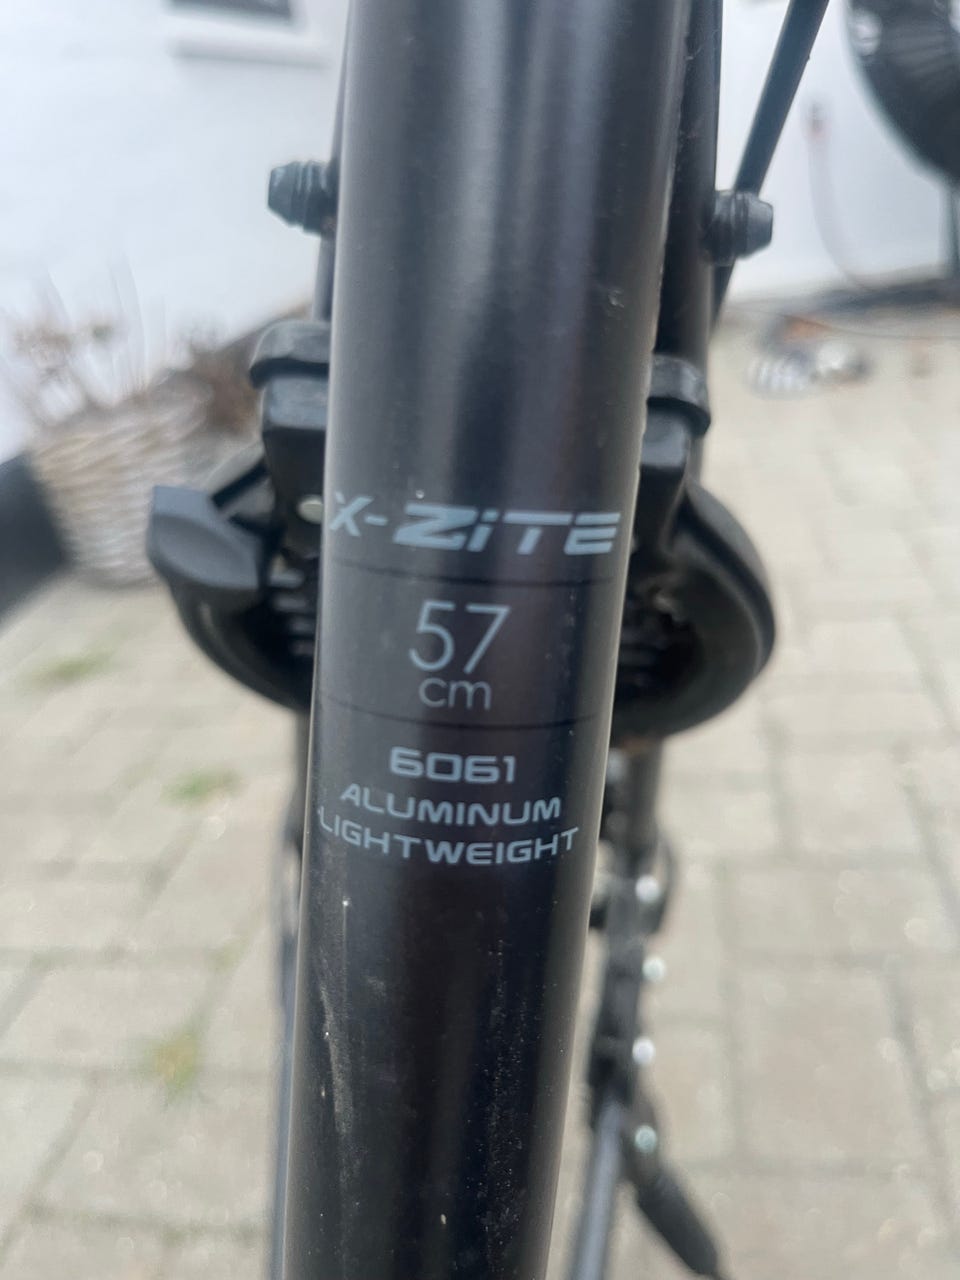 X-ZiTE
57
cm
6061
ALUMINUM
LIGHTWEIGHT